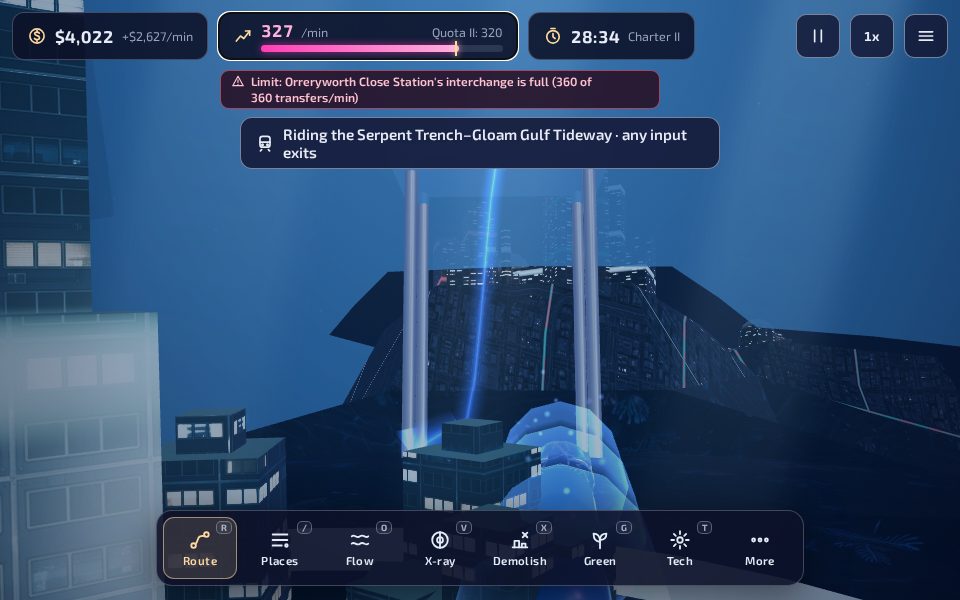 $4,022 +$2,627/min
327 /min Quota II: 320
28:34 Charter II
1x
Limit: Orreryworth Close Station's interchange is full (360 of
360 transfers/min)
Riding the Serpent Trench–Gloam Gulf Tideway · any input
exits
R / O V X G T
Route Places Flow X-ray Demolish Green Tech More